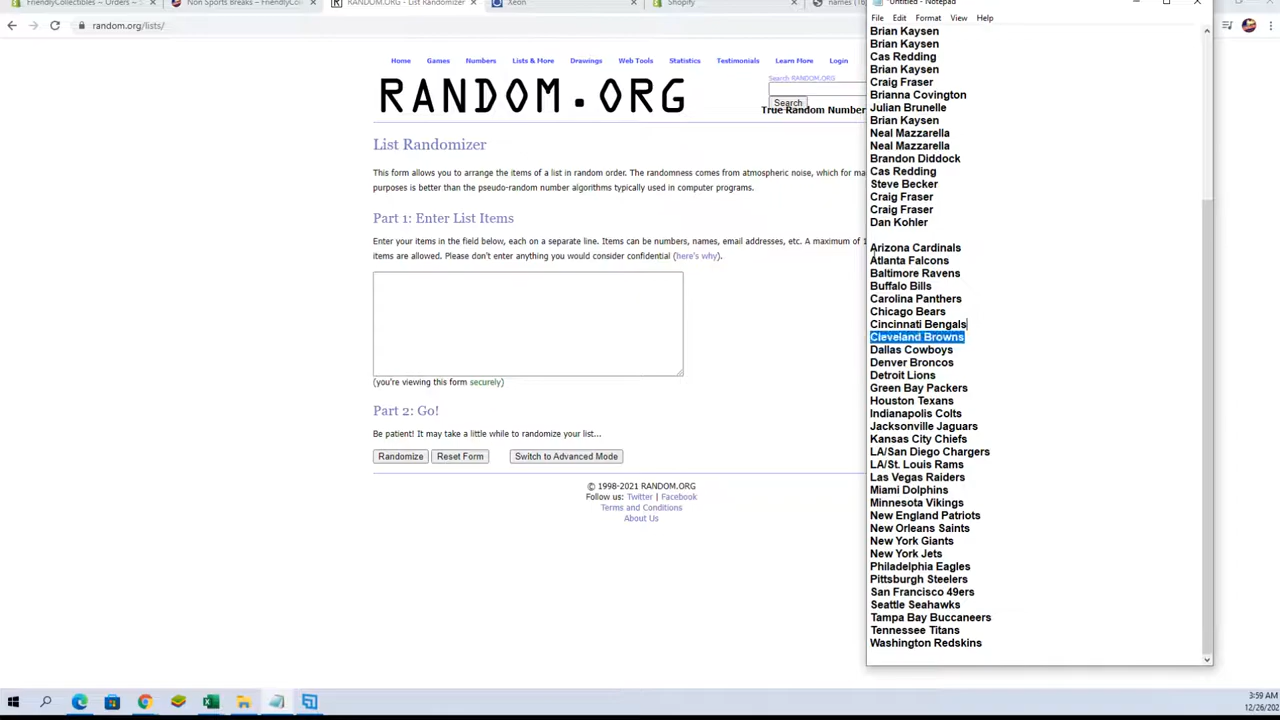 FriendlyCollectibles ~ Orders ~
Non Sports Breaks – FriendlyCo
RANDOM.ORG - List Randomizer
Xeon
Shopify
names (16
*Untitled - Notepad
random.org/lists/
File Edit Format View Help
Home Games Numbers Lists & More Drawings Web Tools Statistics Testimonials Learn More Login
Search RANDOM.ORG
RANDOM.ORG
Search
True Random Number
List Randomizer
This form allows you to arrange the items of a list in random order. The randomness comes from atmospheric noise, which for ma
purposes is better than the pseudo-random number algorithms typically used in computer programs.
Part 1: Enter List Items
Enter your items in the field below, each on a separate line. Items can be numbers, names, email addresses, etc. A maximum of 1
items are allowed. Please don't enter anything you would consider confidential (here's why).
(you're viewing this form securely)
Part 2: Go!
Be patient! It may take a little while to randomize your list...
Randomize Reset Form Switch to Advanced Mode
© 1998-2021 RANDOM.ORG
Follow us: Twitter | Facebook
Terms and Conditions
About Us
Brian Kaysen
Brian Kaysen
Cas Redding
Brian Kaysen
Craig Fraser
Brianna Covington
Julian Brunelle
Brian Kaysen
Neal Mazzarella
Neal Mazzarella
Brandon Diddock
Cas Redding
Steve Becker
Craig Fraser
Craig Fraser
Dan Kohler
Arizona Cardinals
Atlanta Falcons
Baltimore Ravens
Buffalo Bills
Carolina Panthers
Chicago Bears
Cincinnati Bengals
Cleveland Browns
Dallas Cowboys
Denver Broncos
Detroit Lions
Green Bay Packers
Houston Texans
Indianapolis Colts
Jacksonville Jaguars
Kansas City Chiefs
LA/San Diego Chargers
LA/St. Louis Rams
Las Vegas Raiders
Miami Dolphins
Minnesota Vikings
New England Patriots
New Orleans Saints
New York Giants
New York Jets
Philadelphia Eagles
Pittsburgh Steelers
San Francisco 49ers
Seattle Seahawks
Tampa Bay Buccaneers
Tennessee Titans
Washington Redskins
3:59 AM
12/26/202